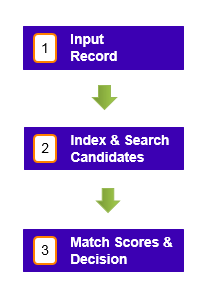 1 Input
Record
2 Index & Search
Candidates
3 Match Scores &
Decision